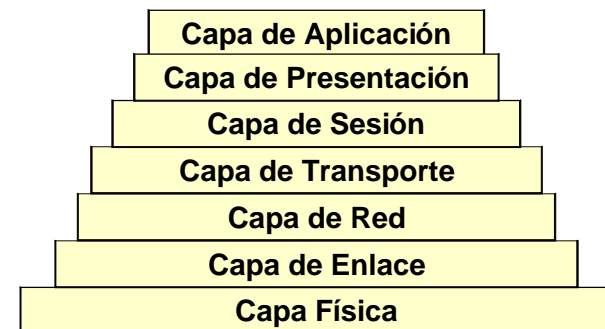 Capa de Aplicación
Capa de Presentación
Capa de Sesión
Capa de Transporte
Capa de Red
Capa de Enlace
Capa Física